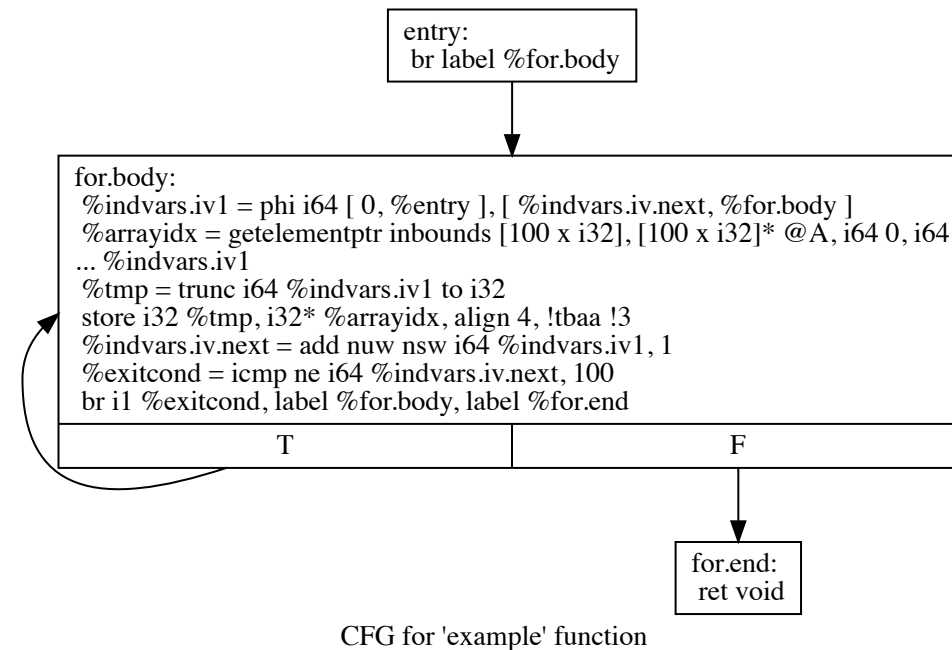 entry:
br label %for.body
for.body:
%indvars.iv1 = phi i64 [ 0, %entry ], [ %indvars.iv.next, %for.body ]
%arrayidx = getelementptr inbounds [100 x i32], [100 x i32]* @A, i64 0, i64
... %indvars.iv1
%tmp = trunc i64 %indvars.iv1 to i32
store i32 %tmp, i32* %arrayidx, align 4, !tbaa !3
%indvars.iv.next = add nuw nsw i64 %indvars.iv1, 1
%exitcond = icmp ne i64 %indvars.iv.next, 100
br i1 %exitcond, label %for.body, label %for.end
T
F
for.end:
ret void
CFG for 'example' function